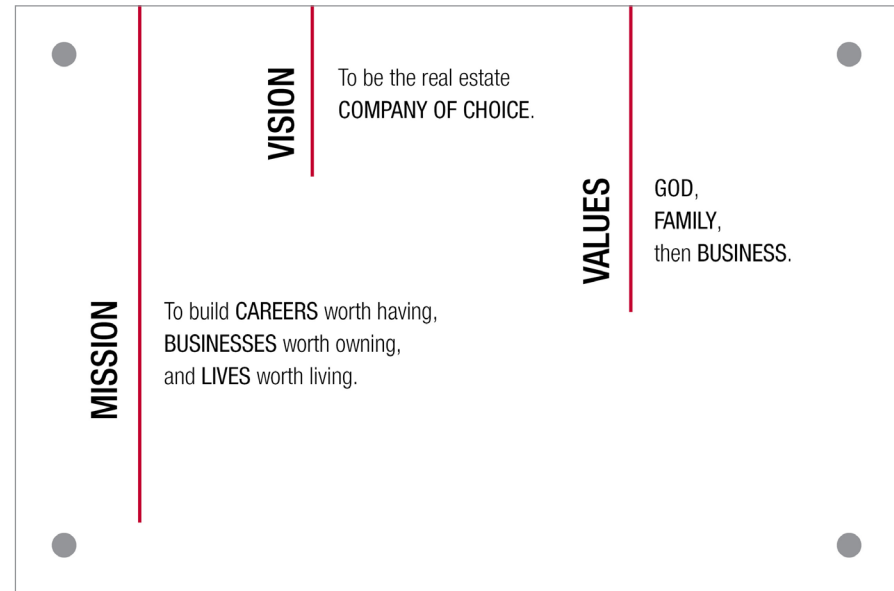 VISION
To be the real estate
COMPANY OF CHOICE.
VALUES
GOD,
FAMILY,
then BUSINESS.
MISSION
To build CAREERS worth having,
BUSINESSES worth owning,
and LIVES worth living.